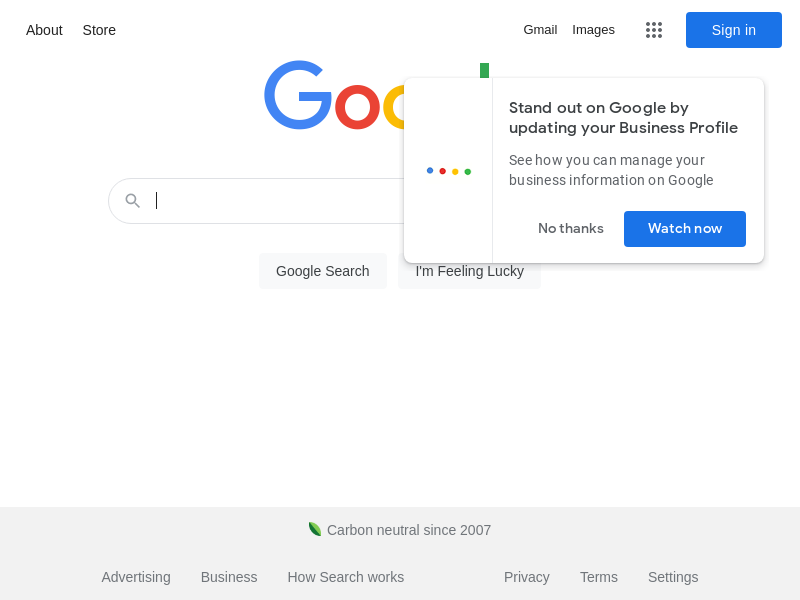 About Store Gmail Images Sign in
Stand out on Google by
updating your Business Profile
See how you can manage your
business information on Google
No thanks Watch now
Google Search I'm Feeling Lucky
Carbon neutral since 2007
Advertising Business How Search works Privacy Terms Settings